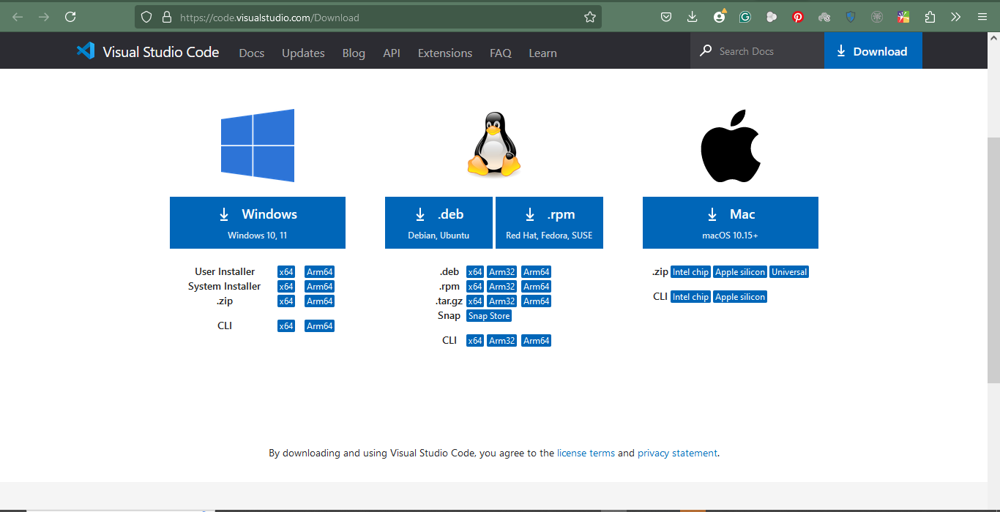 https://code.visualstudio.com/Download
Visual Studio Code Docs Updates Blog API Extensions FAQ Learn Search Docs Download
Windows
Windows 10, 11
User Installer x64 Arm64
System Installer x64 Arm64
.zip x64 Arm64
CLI x64 Arm64
.deb
Debian, Ubuntu
.rpm
Red Hat, Fedora, SUSE
.deb x64 Arm32 Arm64
.rpm x64 Arm32 Arm64
.tar.gz x64 Arm32 Arm64
Snap Snap Store
CLI x64 Arm32 Arm64
Mac
macOS 10.15+
.zip Intel chip Apple silicon Universal
CLI Intel chip Apple silicon
By downloading and using Visual Studio Code, you agree to the license terms and privacy statement.